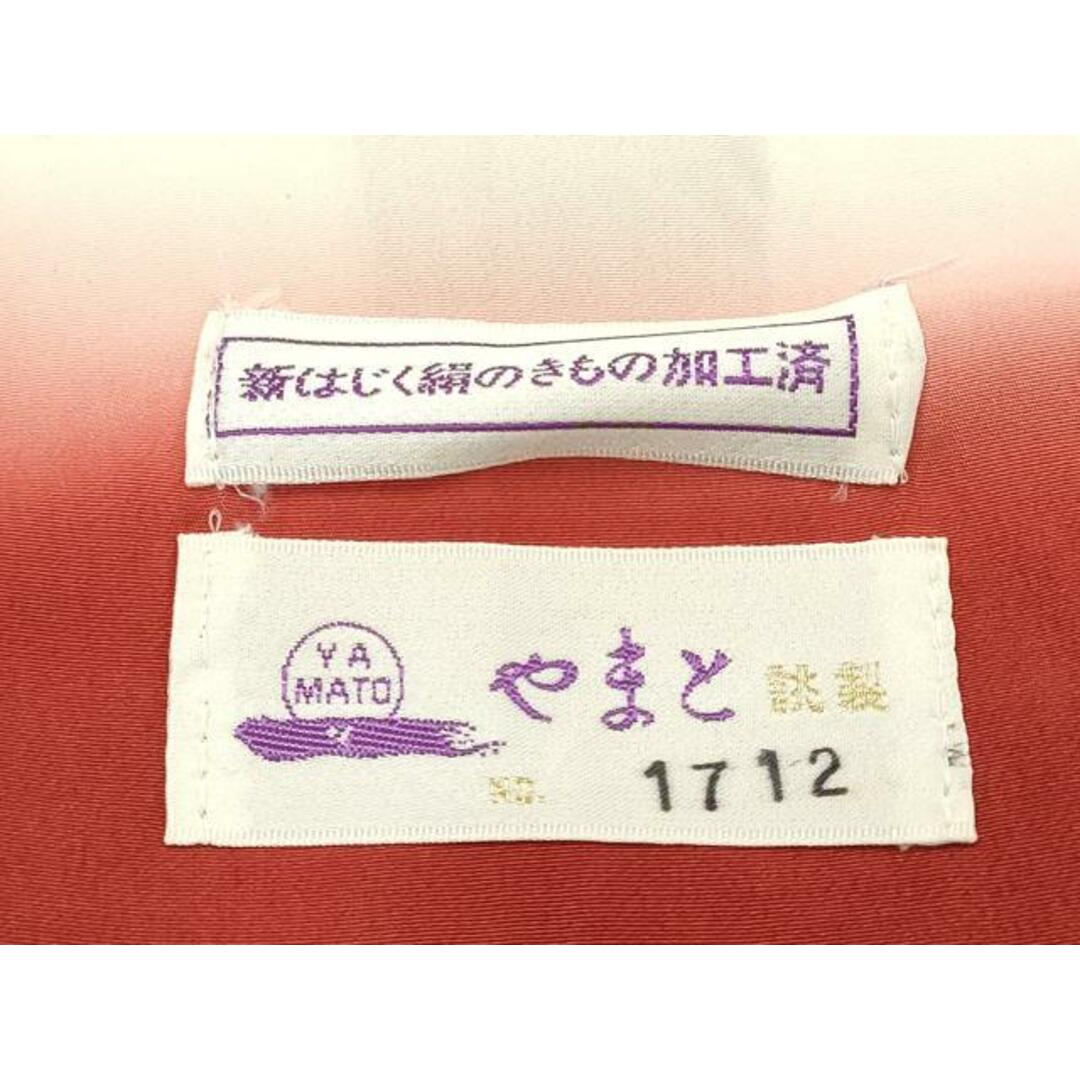 新はじく絹のきもの加工済
YA
MATO
やまと 謹製
NO. 1712